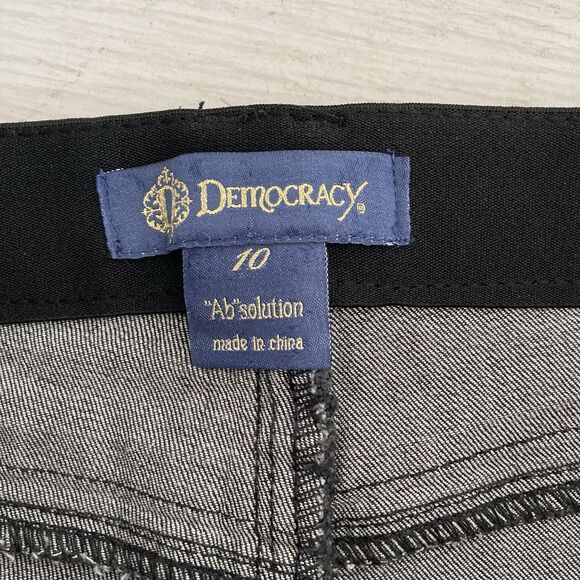 DEMOCRACY®
10
"Ab"solution
made in china